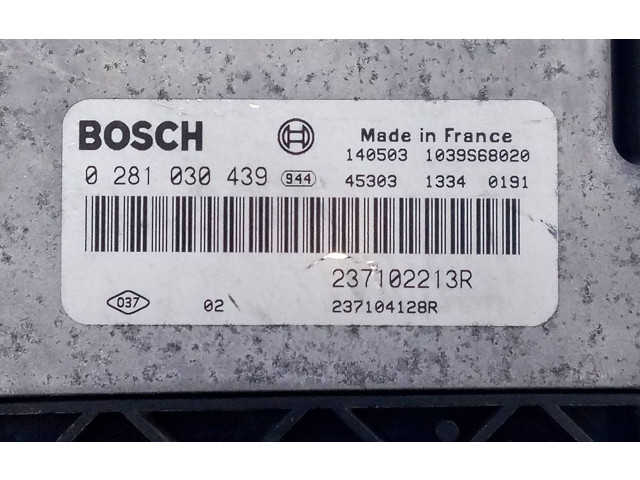 BOSCH
Made in France
140503 1039S68020
0 281 030 439 944
45303 1334 0191
237102213R
037 02 237104128R